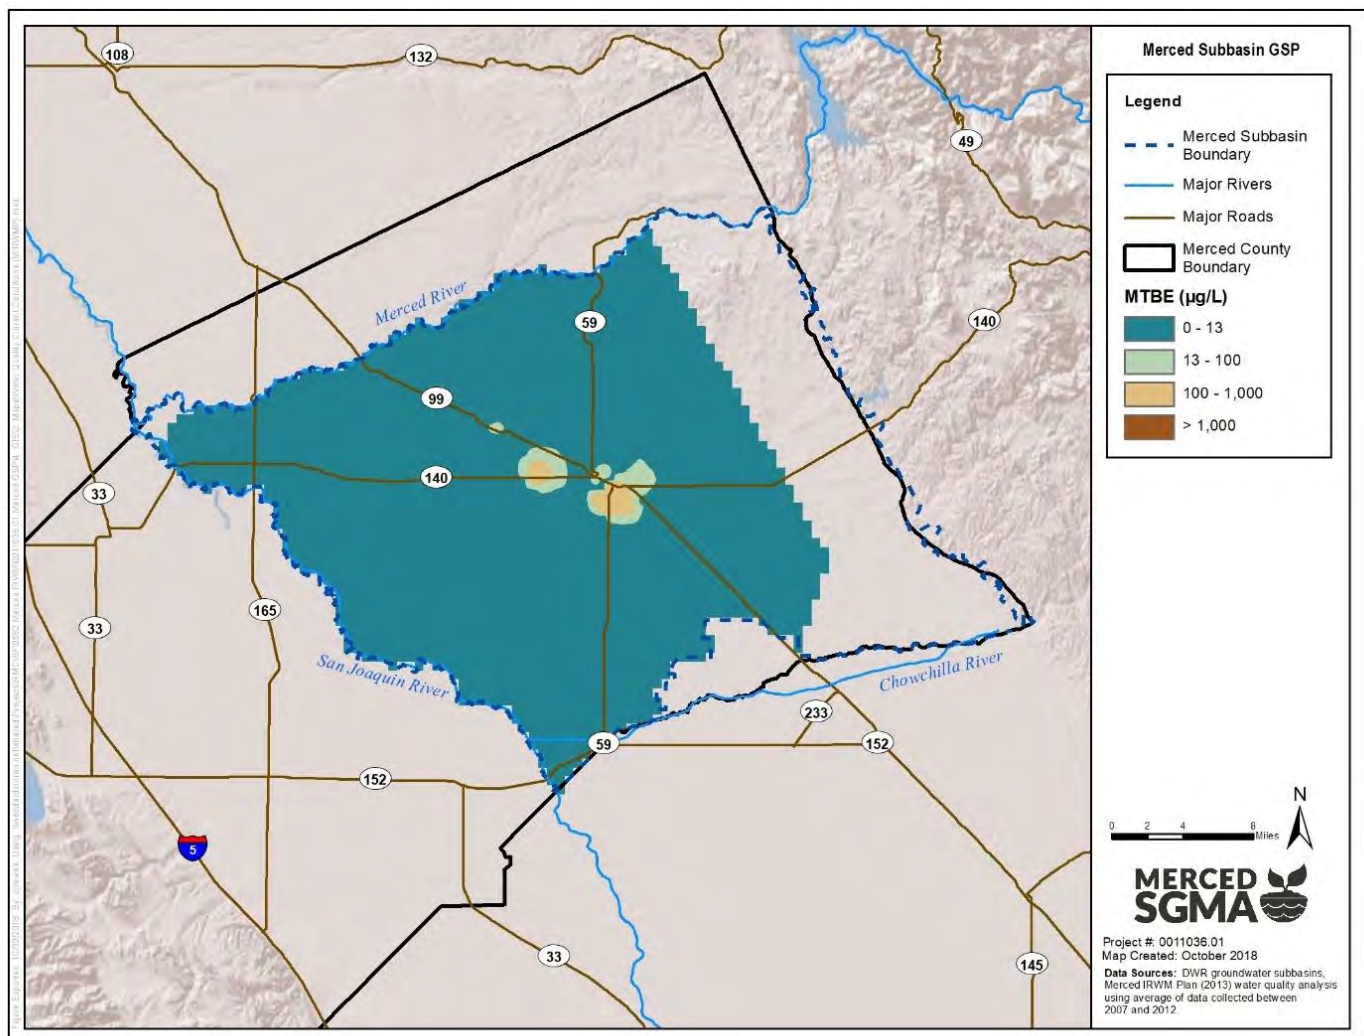 Merced Subbasin GSP
Legend
Merced Subbasin
Boundary
Major Rivers
Major Roads
Merced County
Boundary
MTBE (µg/L)
0 - 13
13 - 100
100 - 1,000
> 1,000
108
132
49
Merced River
59
140
99
140
33
165
33
San Joaquin River
Chowchilla River
233
59
152
152
5
33
145
N
0 2 4 8
Miles
MERCED
SGMA
Project #: 0011036.01
Map Created: October 2018
Data Sources: DWR groundwater subbasins,
Merced IRWM Plan (2013) water quality analysis
using average of data collected between
2007 and 2012.